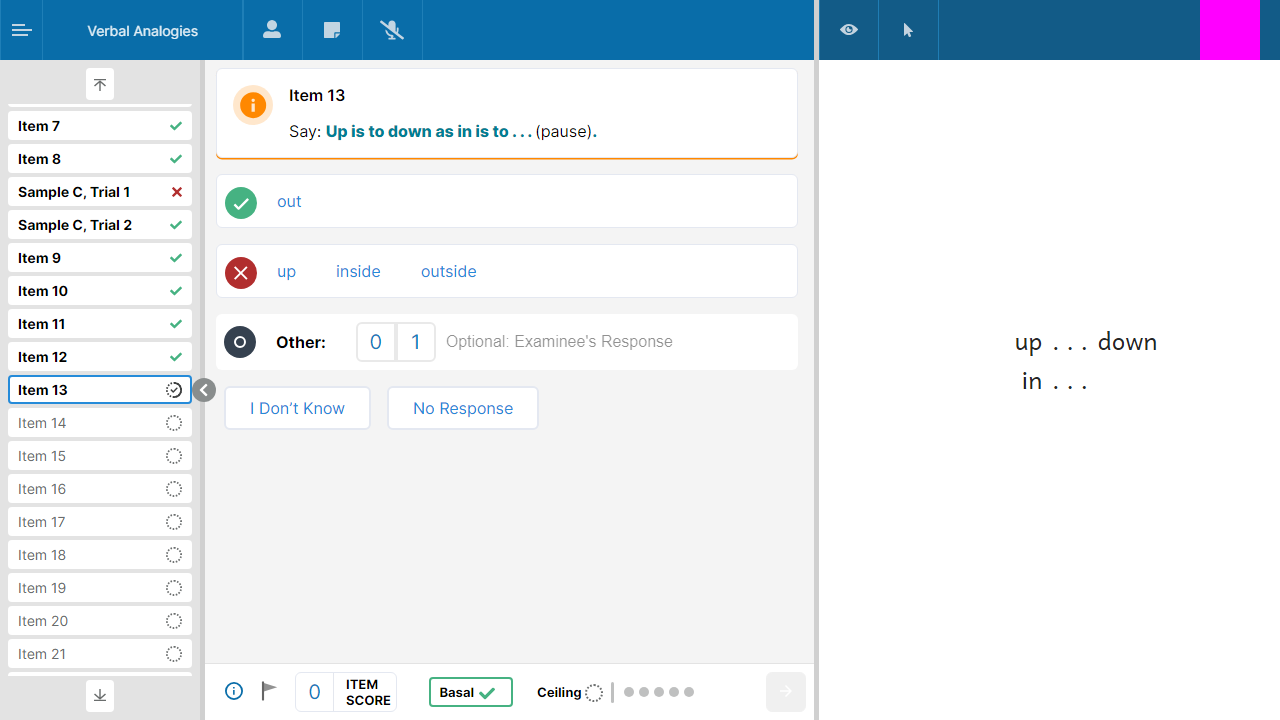 Verbal Analogies
Item 7
Item 8
Sample C, Trial 1
Sample C, Trial 2
Item 9
Item 10
Item 11
Item 12
Item 13
Item 14
Item 15
Item 16
Item 17
Item 18
Item 19
Item 20
Item 21
Item 13
Say: Up is to down as in is to . . . (pause).
out
up inside outside
Other: 0 1 Optional: Examinee's Response
I Don’t Know No Response
0 ITEM
SCORE
Basal
Ceiling
up . . . down
in . . .